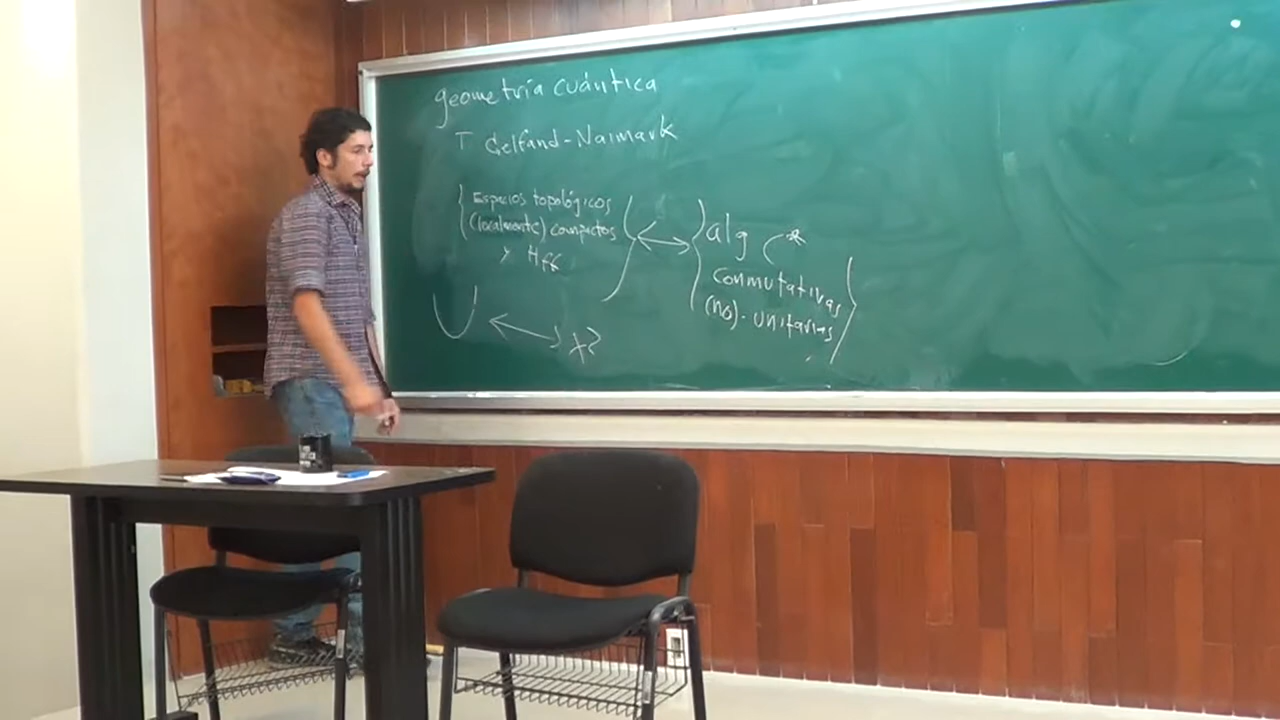 geometría cuántica
T Gelfand-Naimark
Espacios topológicos
(localmente) compactos
y Hff
alg C*
conmutativas
(no)-unitarias